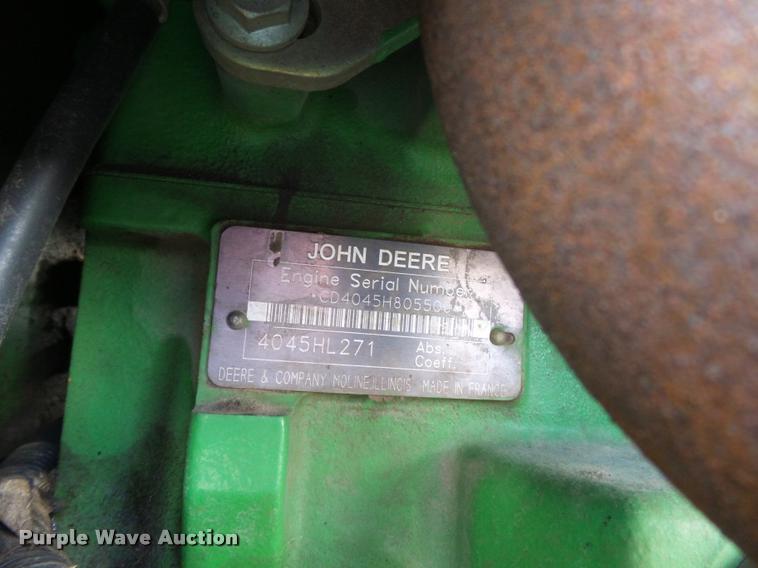 JOHN DEERE
Engine Serial Number
4045HL271
Abs.
Coeff.
DEERE & COMPANY MOLINE,ILLINOIS MADE IN FRANCE
Purple Wave Auction®